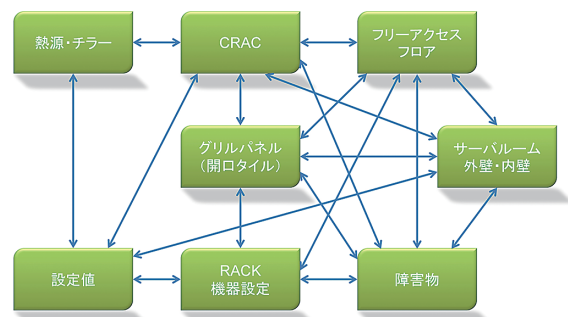 熱源・チラー
CRAC
フリーアクセス
フロア
グリルパネル
（開口タイル）
サーバルーム
外壁・内壁
設定値
RACK
機器設定
障害物